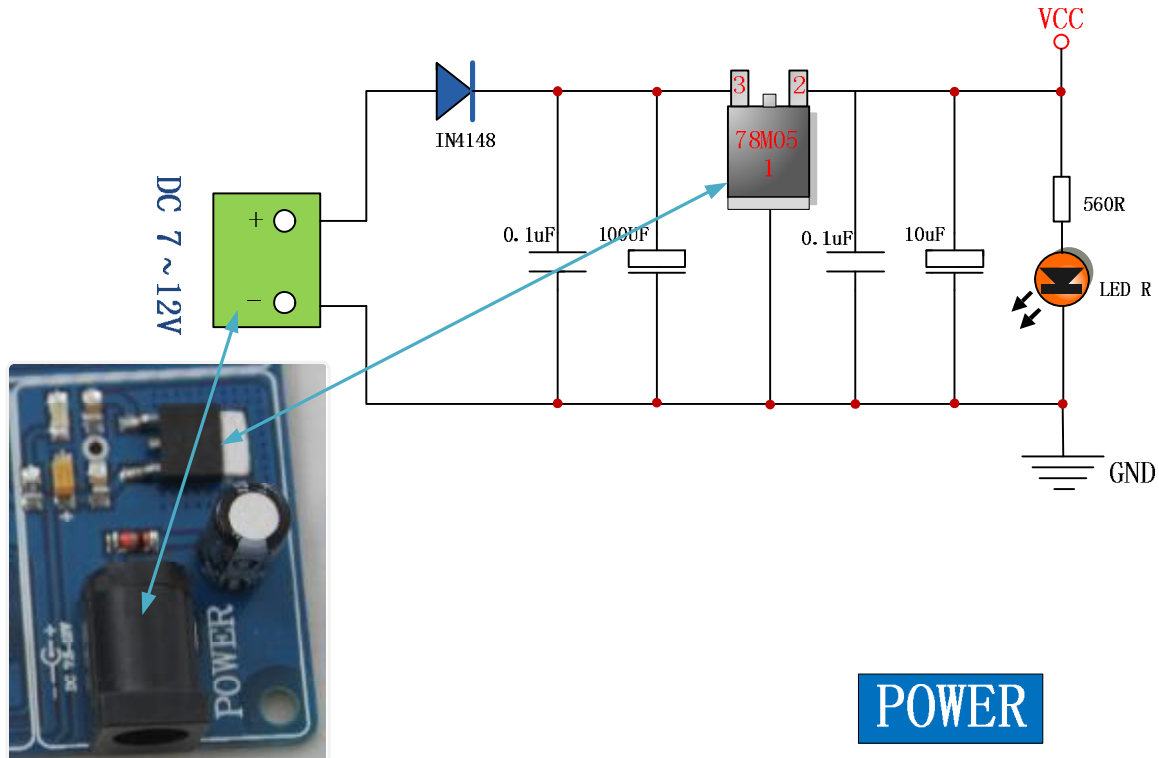 VCC
IN4148
3
2
78M05
1
DC 7~12V
+
−
0.1uF
100UF
0.1uF
10uF
560R
LED R
GND
POWER
POWER